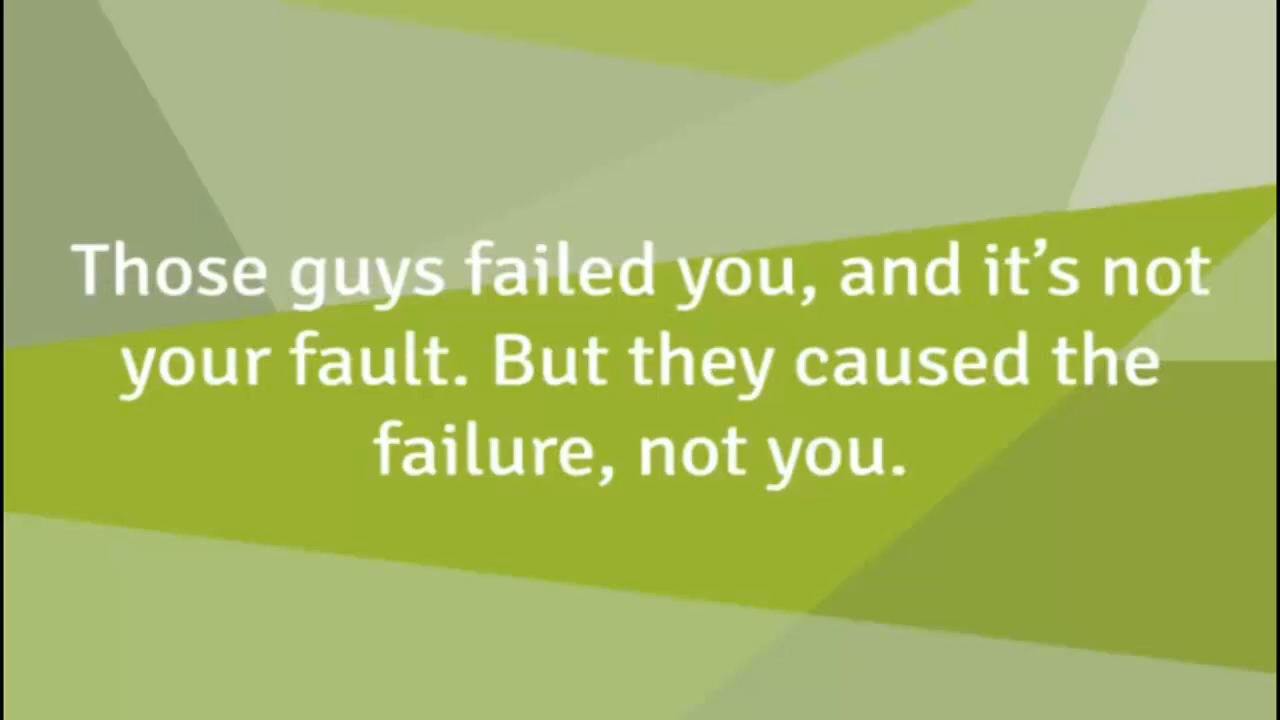 Those guys failed you, and it’s not
your fault. But they caused the
failure, not you.